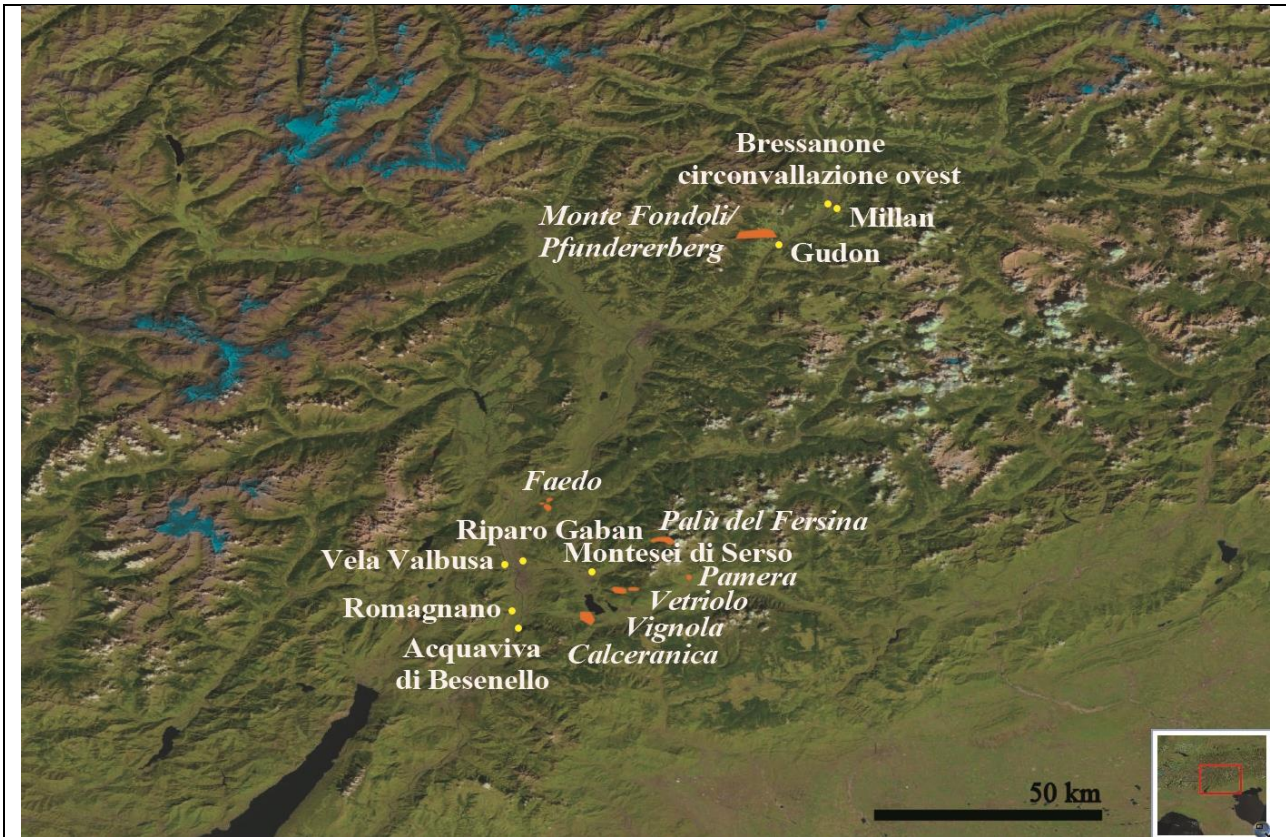 Bressanone
circonvallazione ovest
Millan
Monte Fondoli/
Pfundererberg
Gudon
Faedo
Riparo Gaban
Palù del Fersina
Vela Valbusa
Montesei di Serso
Pamera
Romagnano
Vetriolo
Vignola
Acquaviva
di Besenello
Calceranica
50 km